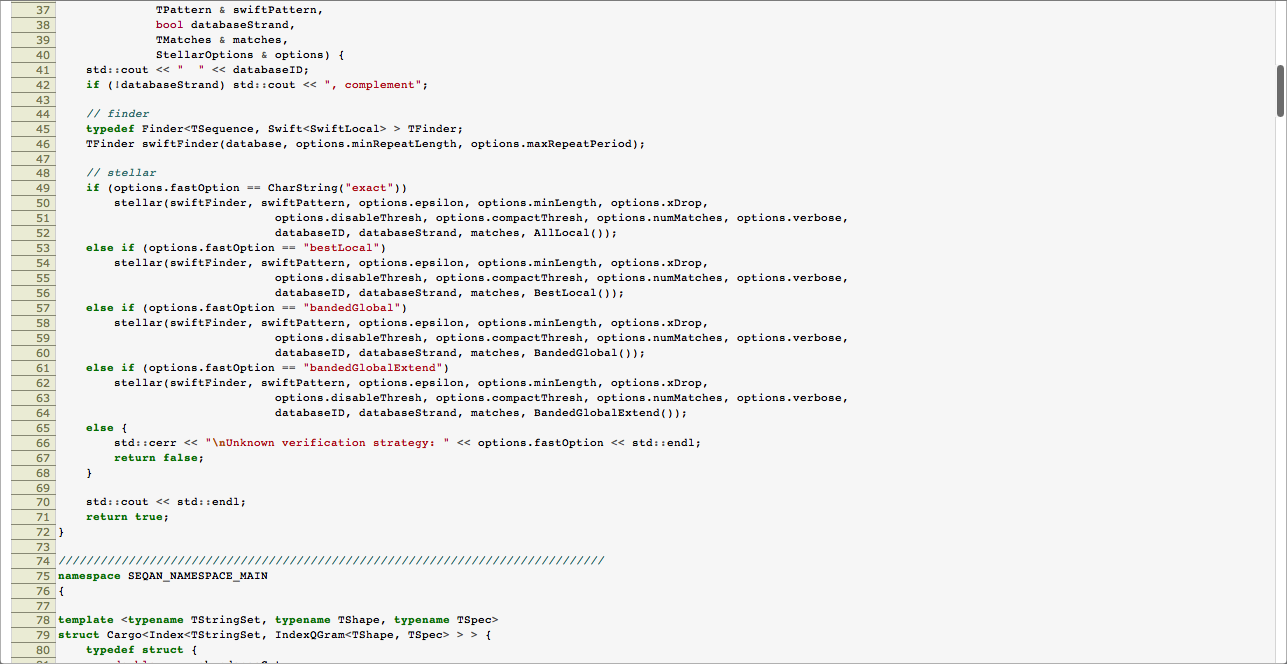 37 TPattern & swiftPattern,
38 bool databaseStrand,
39 TMatches & matches,
40 StellarOptions & options) {
41 std::cout << "  " << databaseID;
42 if (!databaseStrand) std::cout << ", complement";
43
44 // finder
45 typedef Finder<TSequence, Swift<SwiftLocal> > TFinder;
46 TFinder swiftFinder(database, options.minRepeatLength, options.maxRepeatPeriod);
47
48 // stellar
49 if (options.fastOption == CharString("exact"))
50 stellar(swiftFinder, swiftPattern, options.epsilon, options.minLength, options.xDrop,
51 options.disableThresh, options.compactThresh, options.numMatches, options.verbose,
52 databaseID, databaseStrand, matches, AllLocal());
53 else if (options.fastOption == "bestLocal")
54 stellar(swiftFinder, swiftPattern, options.epsilon, options.minLength, options.xDrop,
55 options.disableThresh, options.compactThresh, options.numMatches, options.verbose,
56 databaseID, databaseStrand, matches, BestLocal());
57 else if (options.fastOption == "bandedGlobal")
58 stellar(swiftFinder, swiftPattern, options.epsilon, options.minLength, options.xDrop,
59 options.disableThresh, options.compactThresh, options.numMatches, options.verbose,
60 databaseID, databaseStrand, matches, BandedGlobal());
61 else if (options.fastOption == "bandedGlobalExtend")
62 stellar(swiftFinder, swiftPattern, options.epsilon, options.minLength, options.xDrop,
63 options.disableThresh, options.compactThresh, options.numMatches, options.verbose,
64 databaseID, databaseStrand, matches, BandedGlobalExtend());
65 else {
66 std::cerr << "\nUnknown verification strategy: " << options.fastOption << std::endl;
67 return false;
68 }
69
70 std::cout << std::endl;
71 return true;
72 }
73
74 //////////////////////////////////////////////////////////////////////////////
75 namespace SEQAN_NAMESPACE_MAIN
76 {
77
78 template <typename TStringSet, typename TShape, typename TSpec>
79 struct Cargo<Index<TStringSet, IndexQGram<TShape, TSpec> > > {
80 typedef struct {